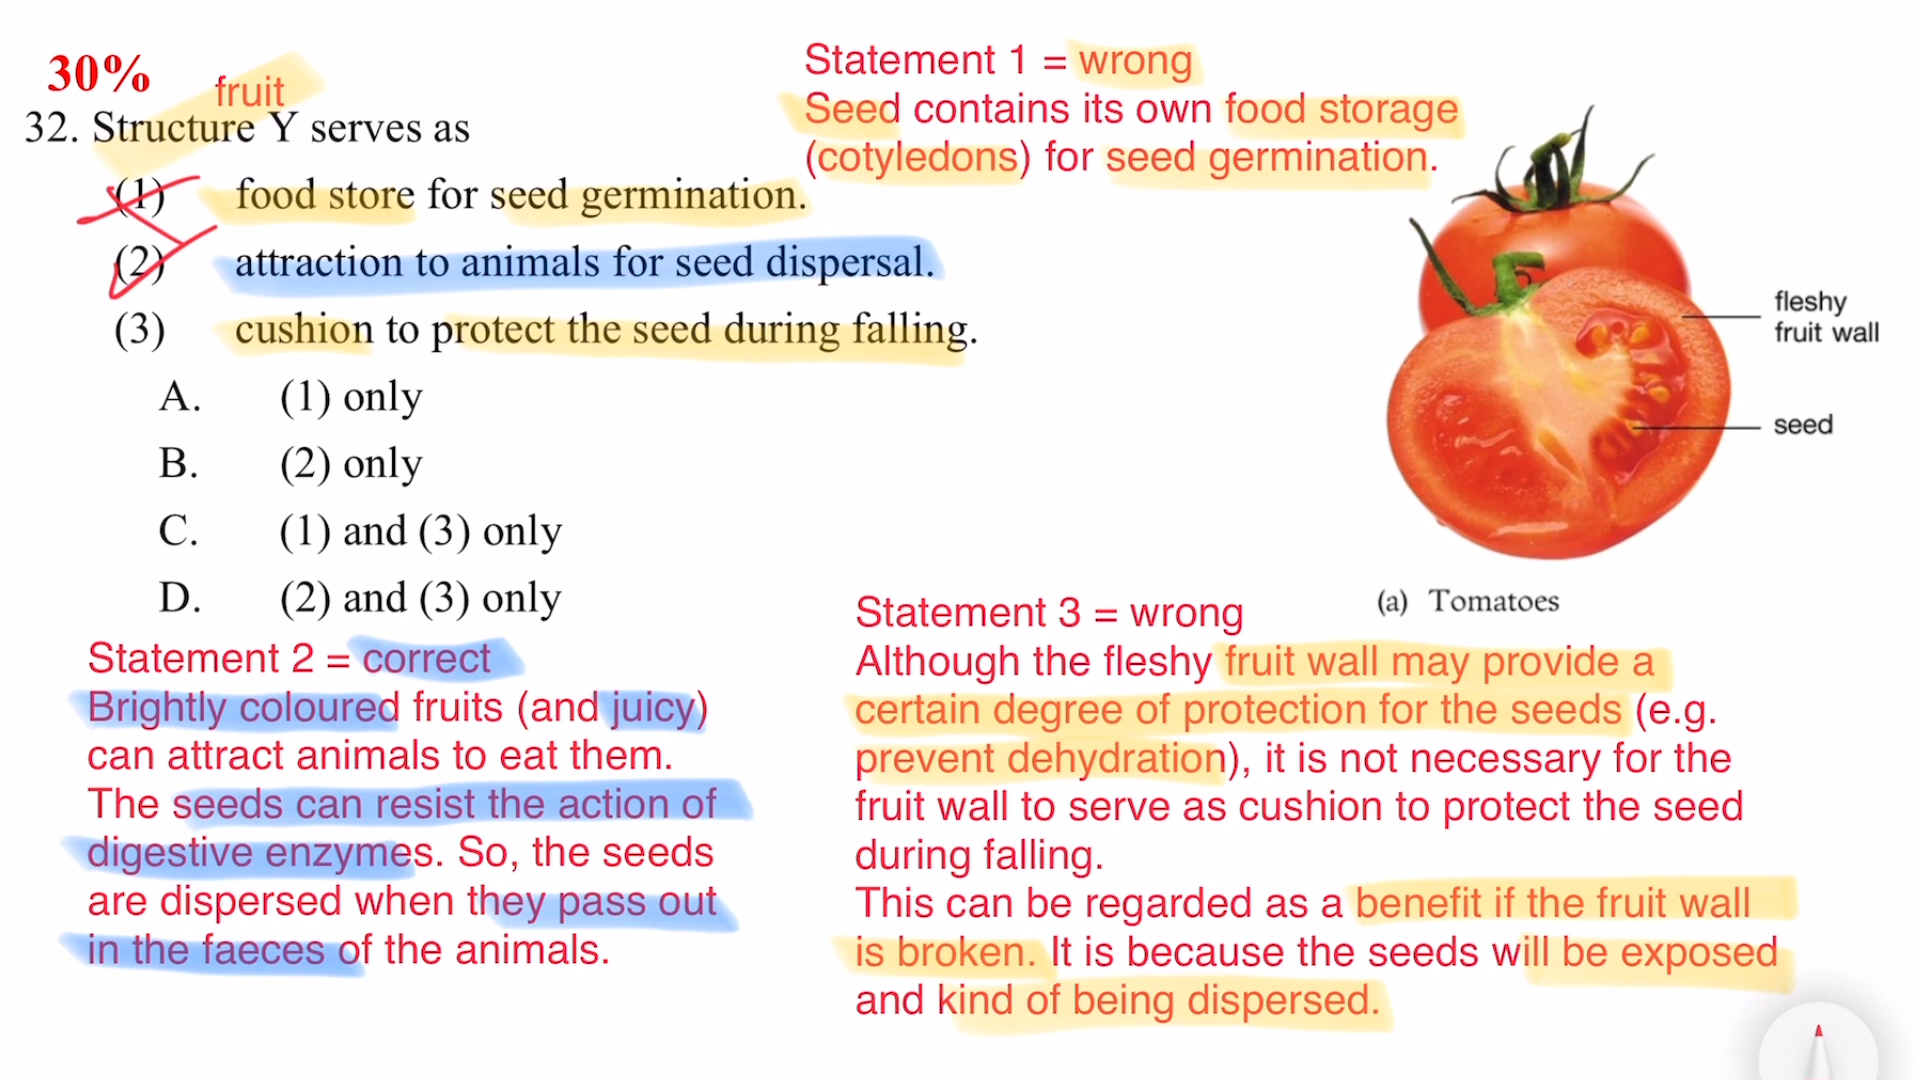 30%
fruit
32. Structure Y serves as
(1) food store for seed germination.
(2) attraction to animals for seed dispersal.
(3) cushion to protect the seed during falling.
A. (1) only
B. (2) only
C. (1) and (3) only
D. (2) and (3) only
Statement 1 = wrong
Seed contains its own food storage
(cotyledons) for seed germination.
fleshy
fruit wall
seed
(a) Tomatoes
Statement 2 = correct
Brightly coloured fruits (and juicy)
can attract animals to eat them.
The seeds can resist the action of
digestive enzymes. So, the seeds
are dispersed when they pass out
in the faeces of the animals.
Statement 3 = wrong
Although the fleshy fruit wall may provide a
certain degree of protection for the seeds (e.g.
prevent dehydration), it is not necessary for the
fruit wall to serve as cushion to protect the seed
during falling.
This can be regarded as a benefit if the fruit wall
is broken. It is because the seeds will be exposed
and kind of being dispersed.